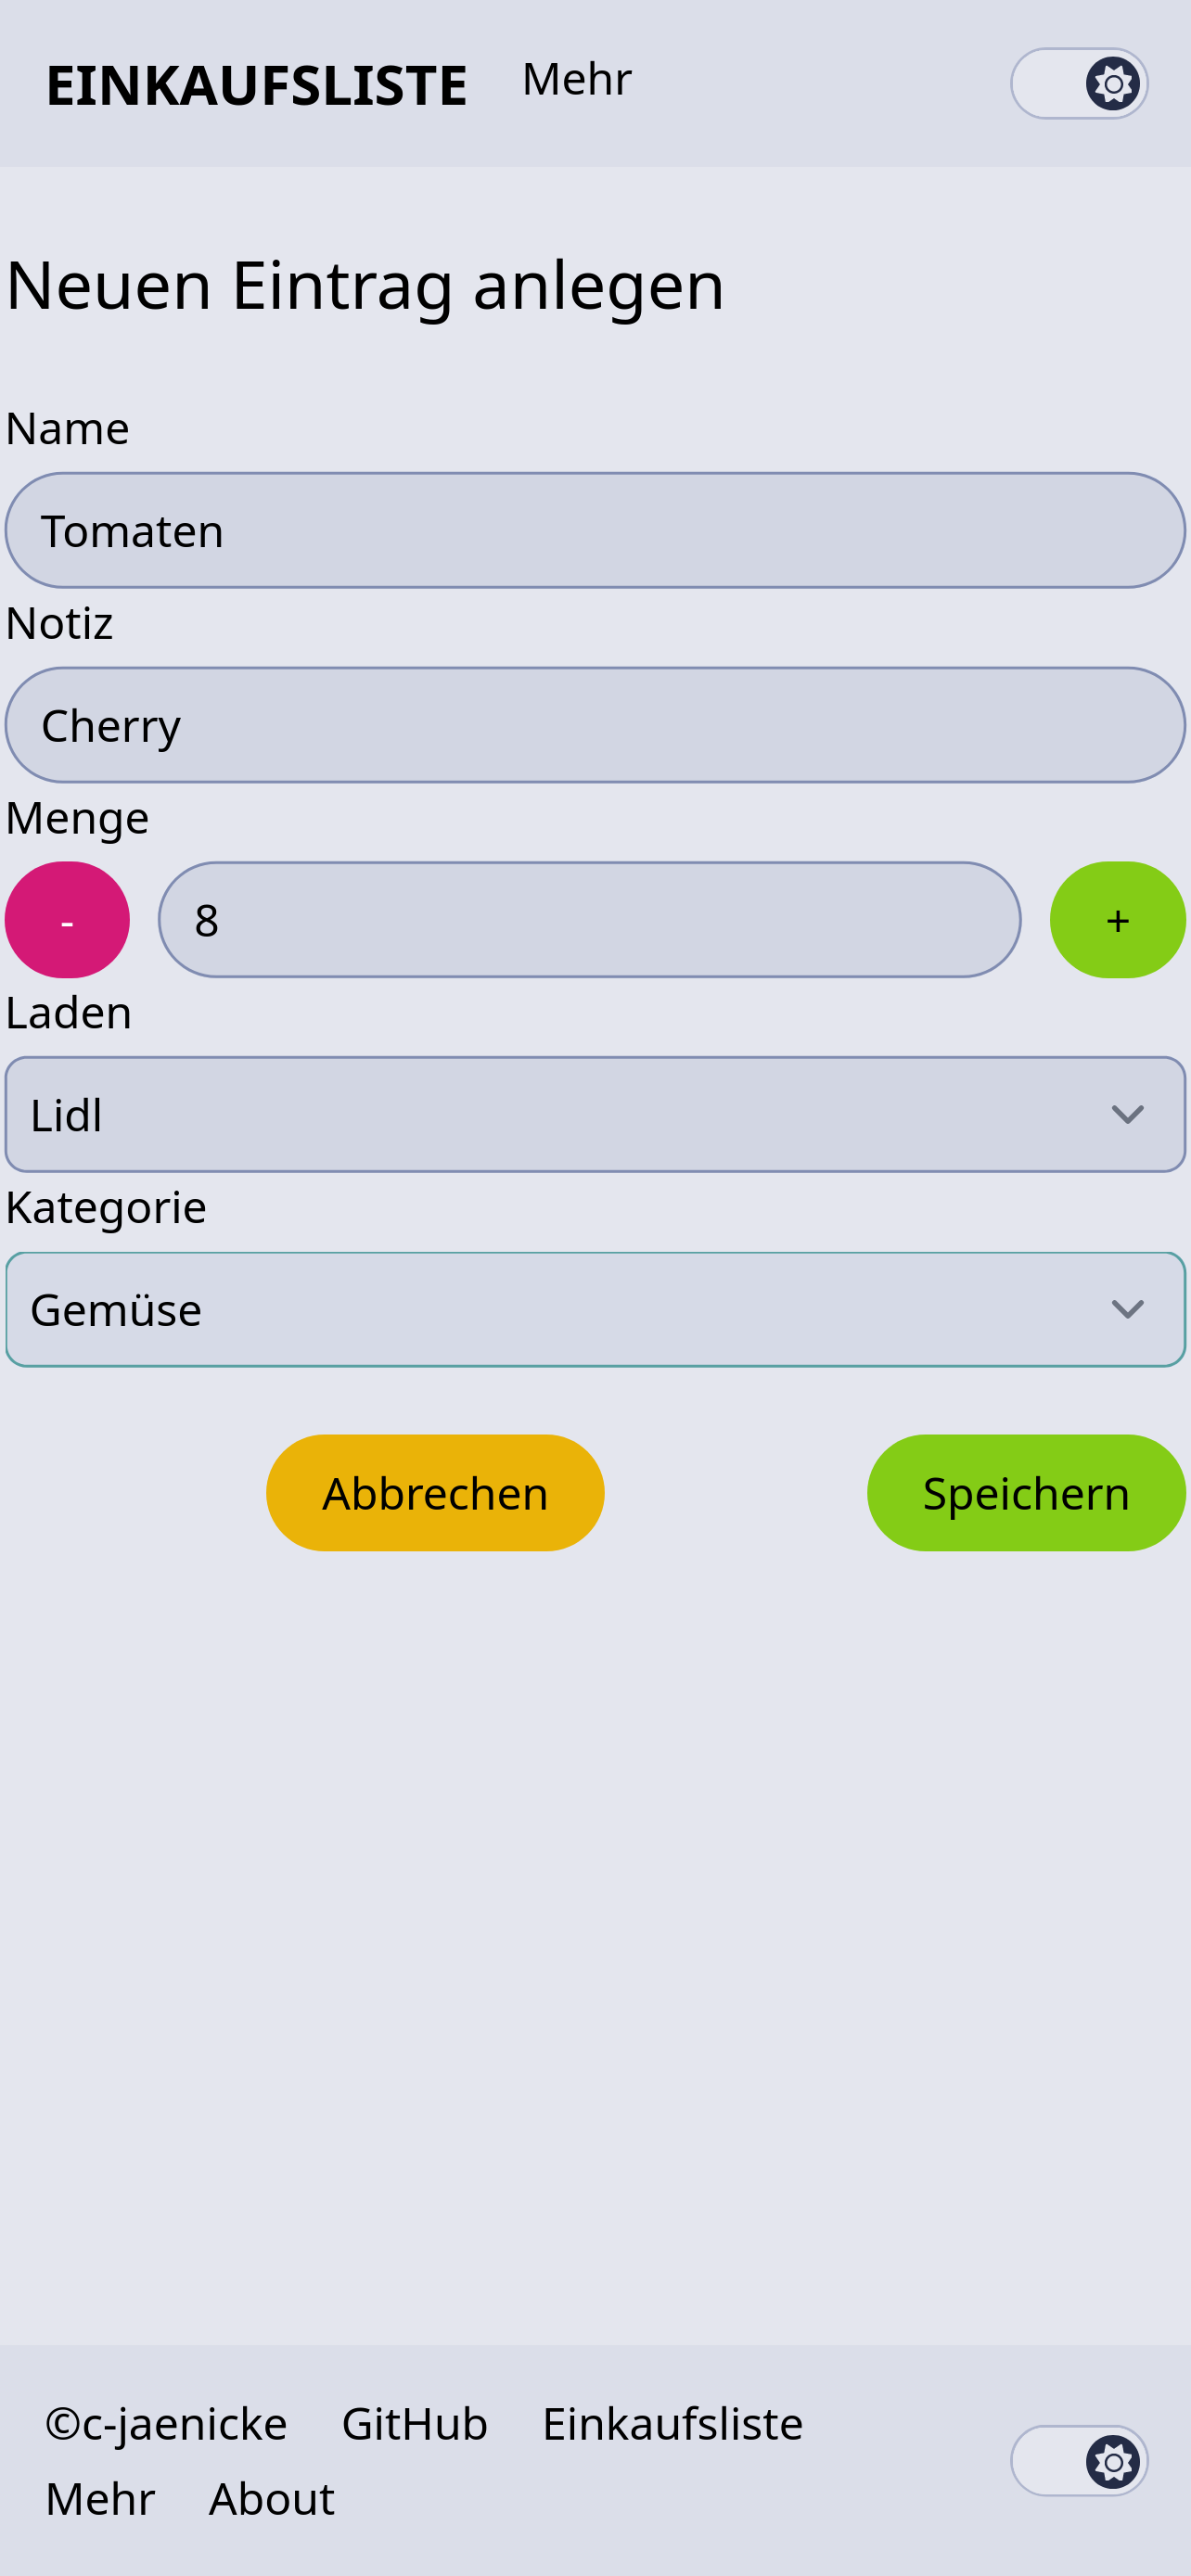 EINKAUFSLISTE Mehr
Neuen Eintrag anlegen
Name
Tomaten
Notiz
Cherry
Menge
- 8 +
Laden
Lidl
Kategorie
Gemüse
Abbrechen Speichern
©c-jaenicke GitHub Einkaufsliste
Mehr About